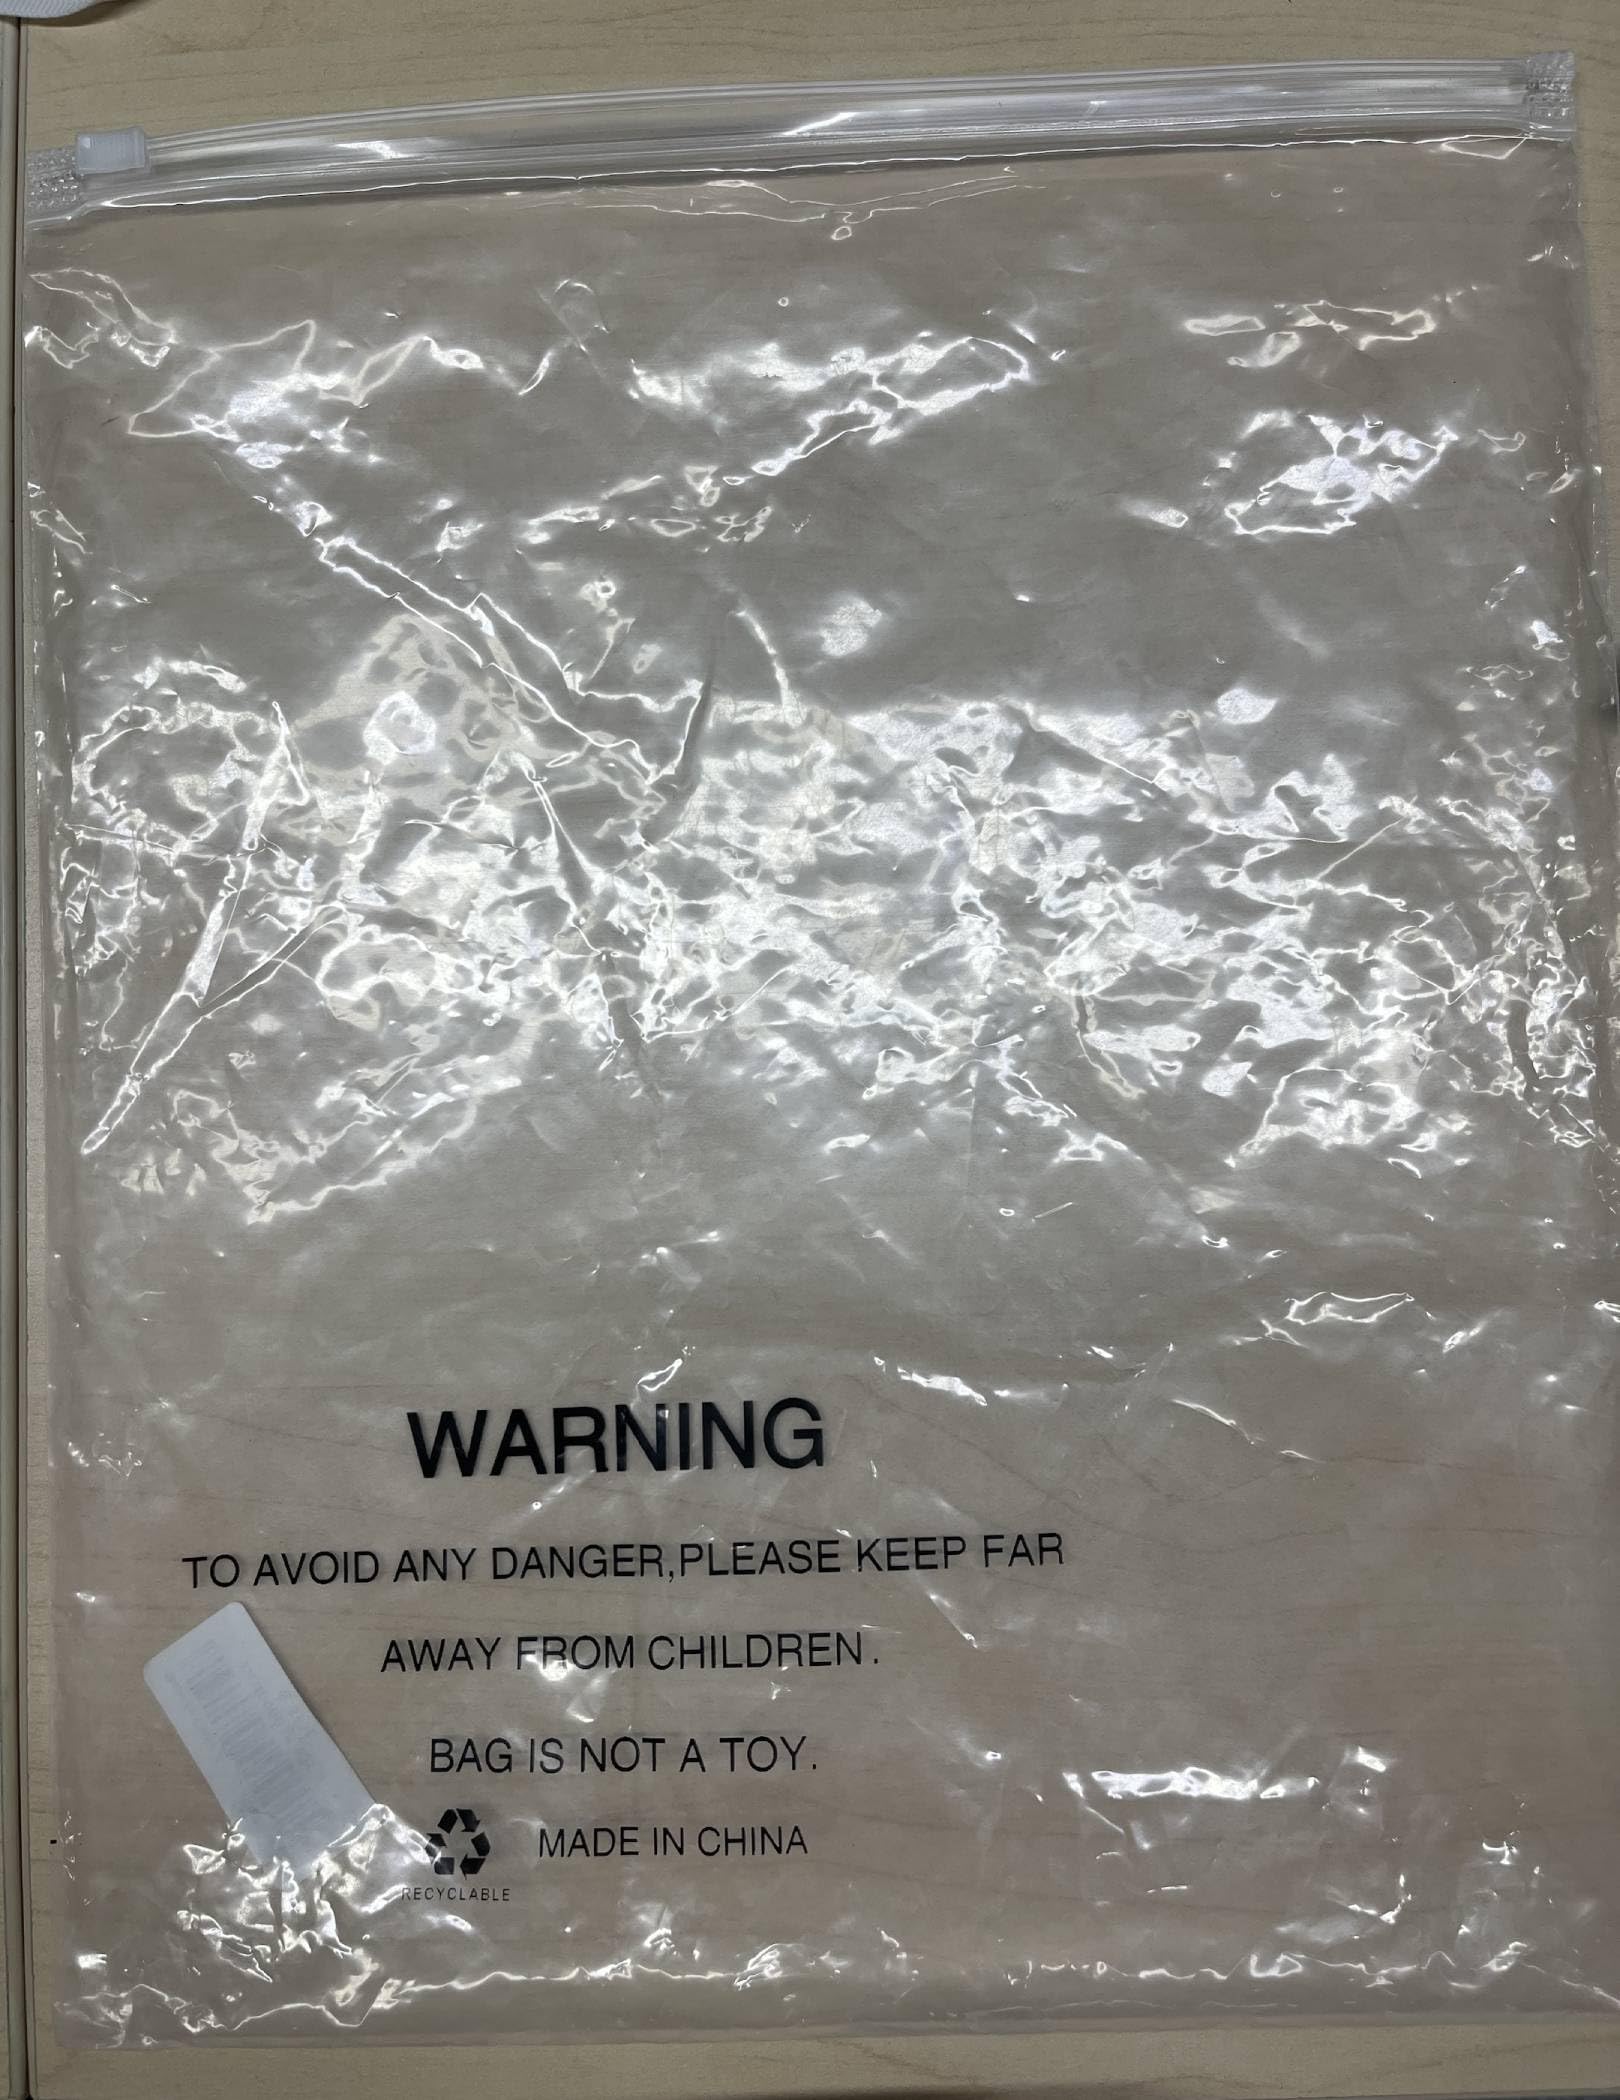 WARNING
TO AVOID ANY DANGER,PLEASE KEEP FAR
AWAY FROM CHILDREN.
BAG IS NOT A TOY.
MADE IN CHINA
RECYCLABLE